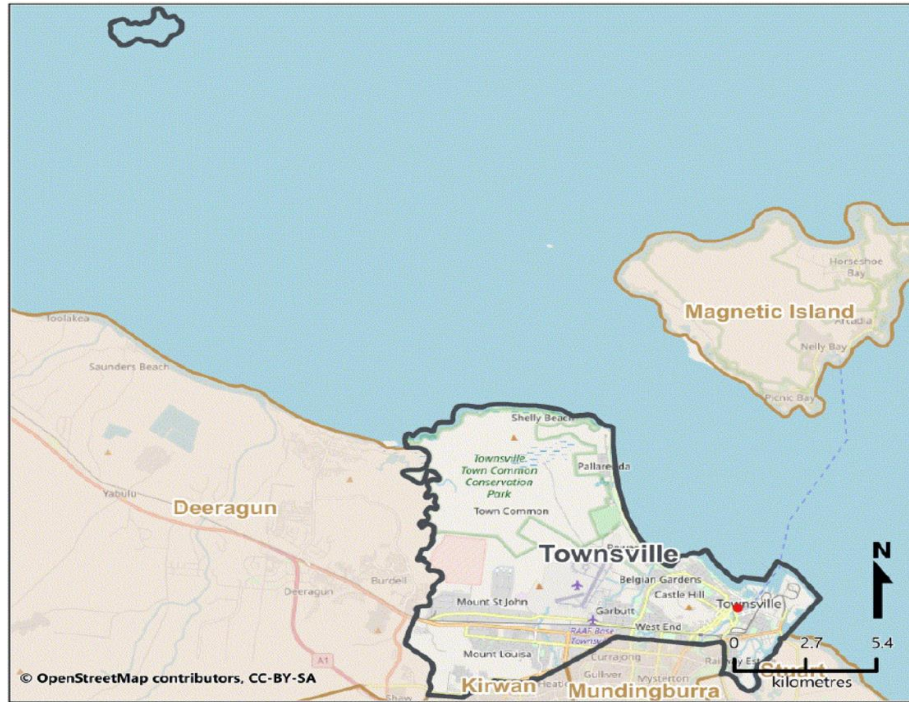 Horseshoe
Bay
Magnetic Island
Arcadia
Nelly Bay
Picnic Bay
Toolakea
Saunders Beach
Shelly Beach
Townsville
Town Common
Conservation
Park
Pallarenda
Yabulu
Deeragun
Town Common
Townsville
N
Burdell
Deeragun
Belgian Gardens
Castle Hill
Mount St John
Garbutt
Townsville
West End
RAAF Base
Mount Louisa
Currajong
Gulliver
Mysterton
0
2.7
5.4
kilometres
A1
Stuart
Kirwan
Mundingburra
© OpenStreetMap contributors, CC-BY-SA